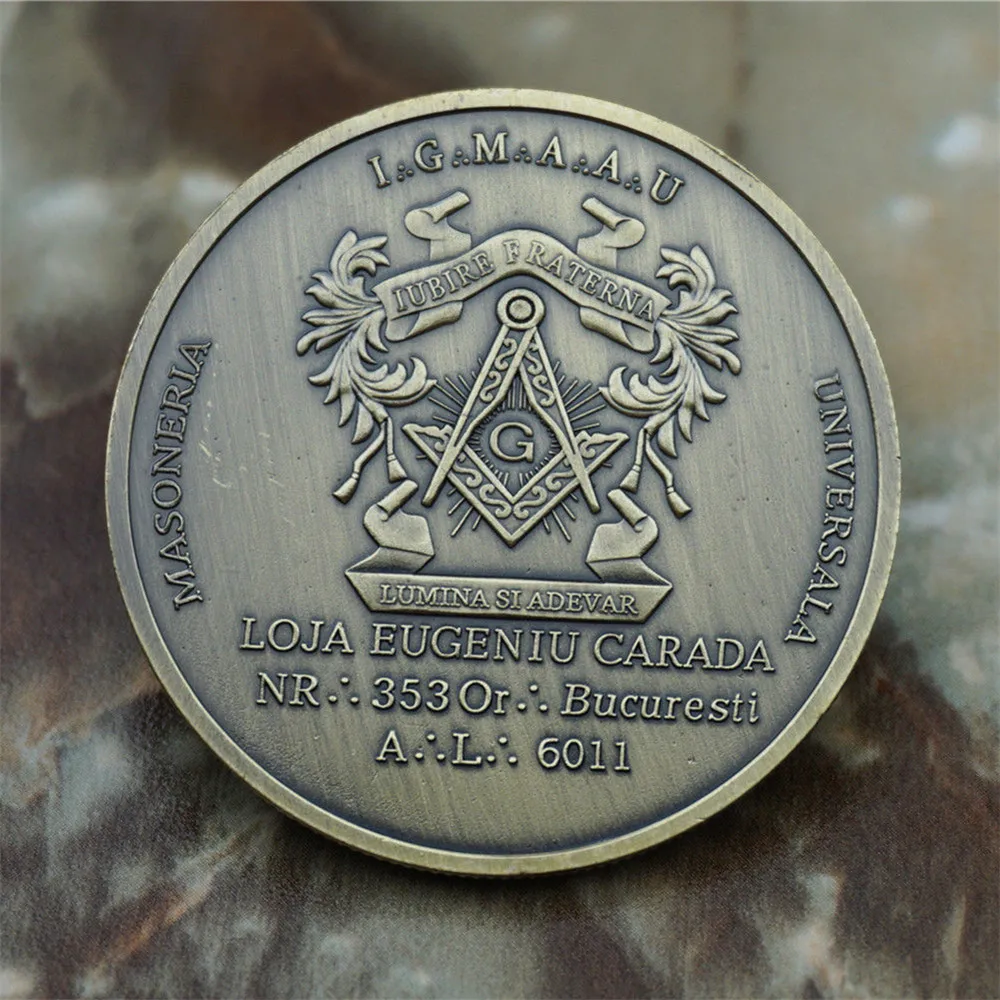 I∴G∴M∴A∴A∴U
MASONERIA
UNIVERSALA
IUBIRE FRATERNA
G
LUMINA SI ADEVAR
LOJA EUGENIU CARADA
NR∴ 353 Or∴ Bucuresti
A∴L∴ 6011